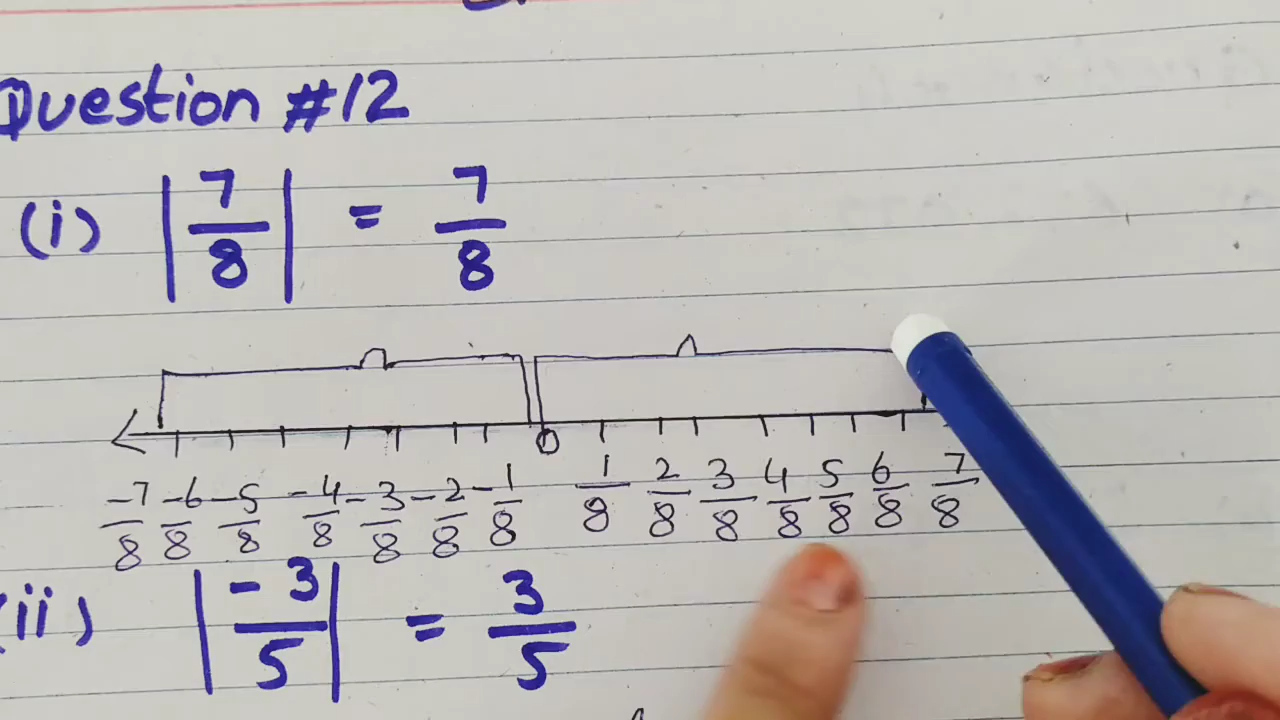 Question #12
(i) |7/8| = 7/8
-7/8 -6/8 -5/8 -4/8 -3/8 -2/8 -1/8 0 1/8 2/8 3/8 4/8 5/8 6/8 7/8
(ii) |-3/5| = 3/5